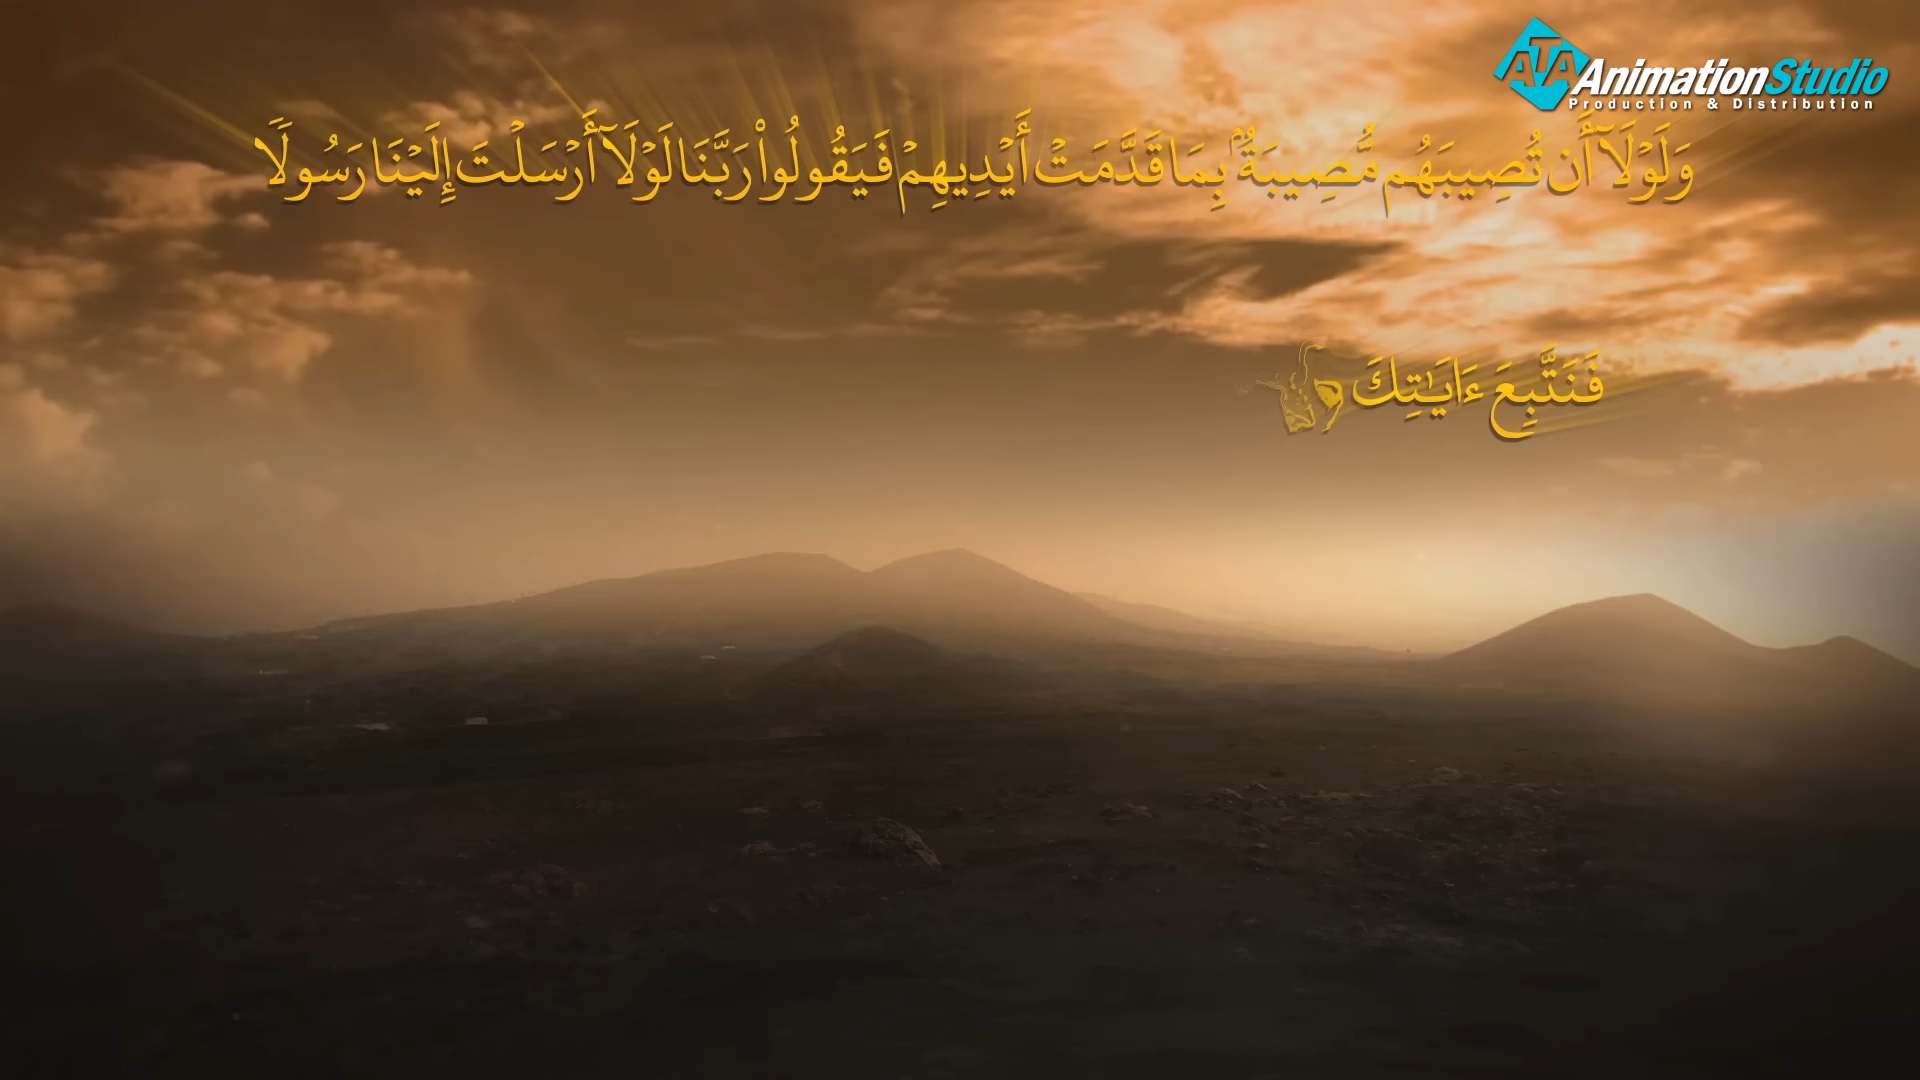 ATA AnimationStudio
Production & Distribution
وَلَوْلَآ أَن تُصِيبَهُم مُّصِيبَةٌۢ بِمَا قَدَّمَتْ أَيْدِيهِمْ فَيَقُولُوا۟ رَبَّنَا لَوْلَآ أَرْسَلْتَ إِلَيْنَا رَسُولًا
فَنَتَّبِعَ ءَايَـٰتِكَ